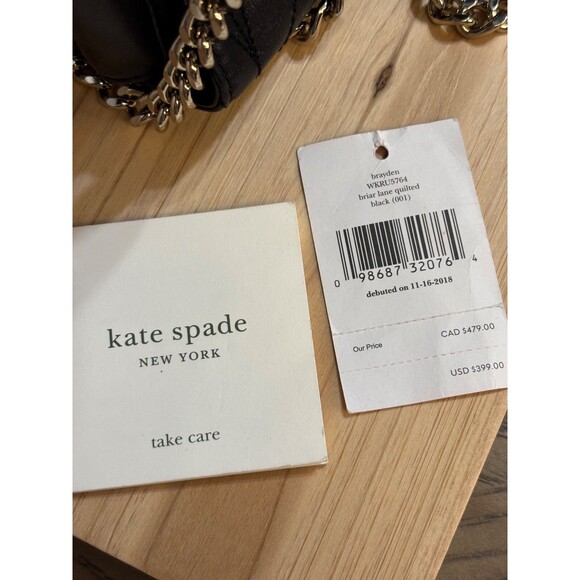 kate spade
NEW YORK
take care
brayden
WKRU5764
briar lane quilted
black (001)
0 98687 32076 4
debuted on 11-16-2018
Our Price CAD $479.00
USD $399.00